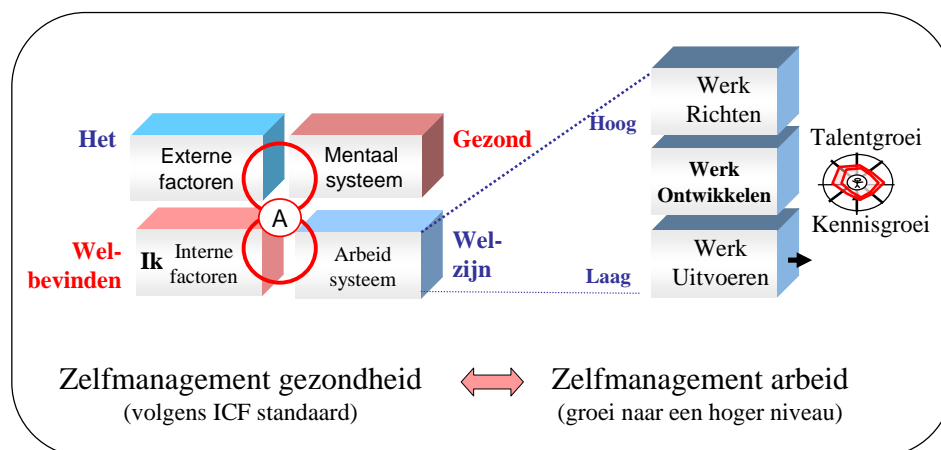 Het
Externe
factoren
Mentaal
systeem
Gezond
A
Wel-
bevinden
Ik
Interne
factoren
Arbeid
systeem
Wel-
zijn
Hoog
Laag
Werk
Richten
Werk
Ontwikkelen
Werk
Uitvoeren
Talentgroei
Kennisgroei
Zelfmanagement gezondheid
(volgens ICF standaard)
Zelfmanagement arbeid
(groei naar een hoger niveau)